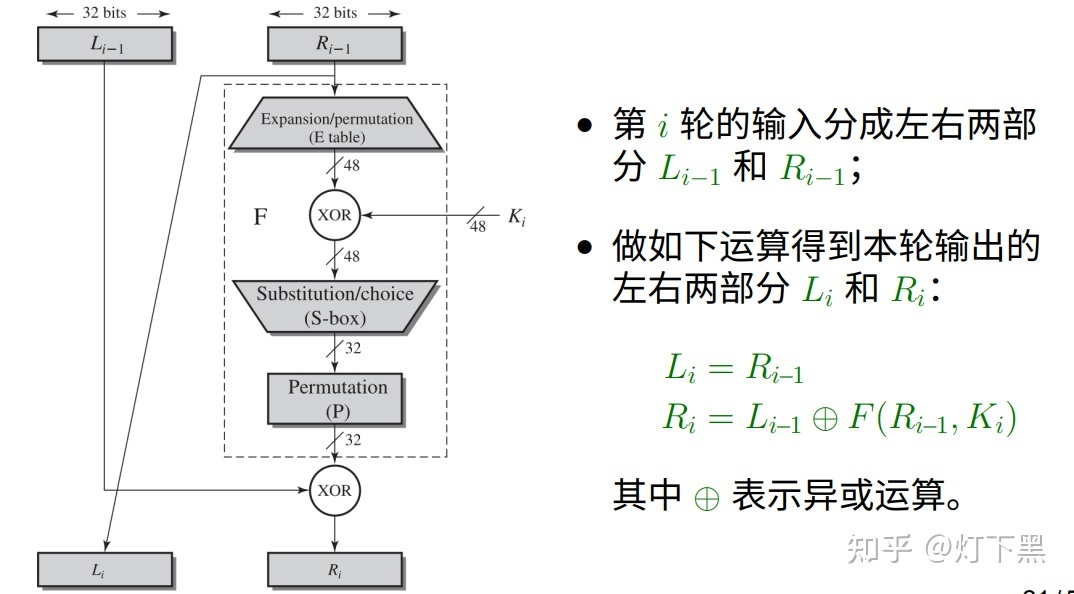 32 bits
32 bits
L_{i−1}
R_{i−1}
Expansion/permutation
(E table)
48
F
XOR
48
K_i
48
Substitution/choice
(S-box)
32
Permutation
(P)
32
XOR
L_i
R_i
• 第 i 轮的输入分成左右两部
分 L_{i−1} 和 R_{i−1}；
• 做如下运算得到本轮输出的
左右两部分 L_i 和 R_i：
L_i = R_{i–1}
R_i = L_{i–1} ⊕ F(R_{i–1}, K_i)
其中 ⊕ 表示异或运算。
知乎 @灯下黑